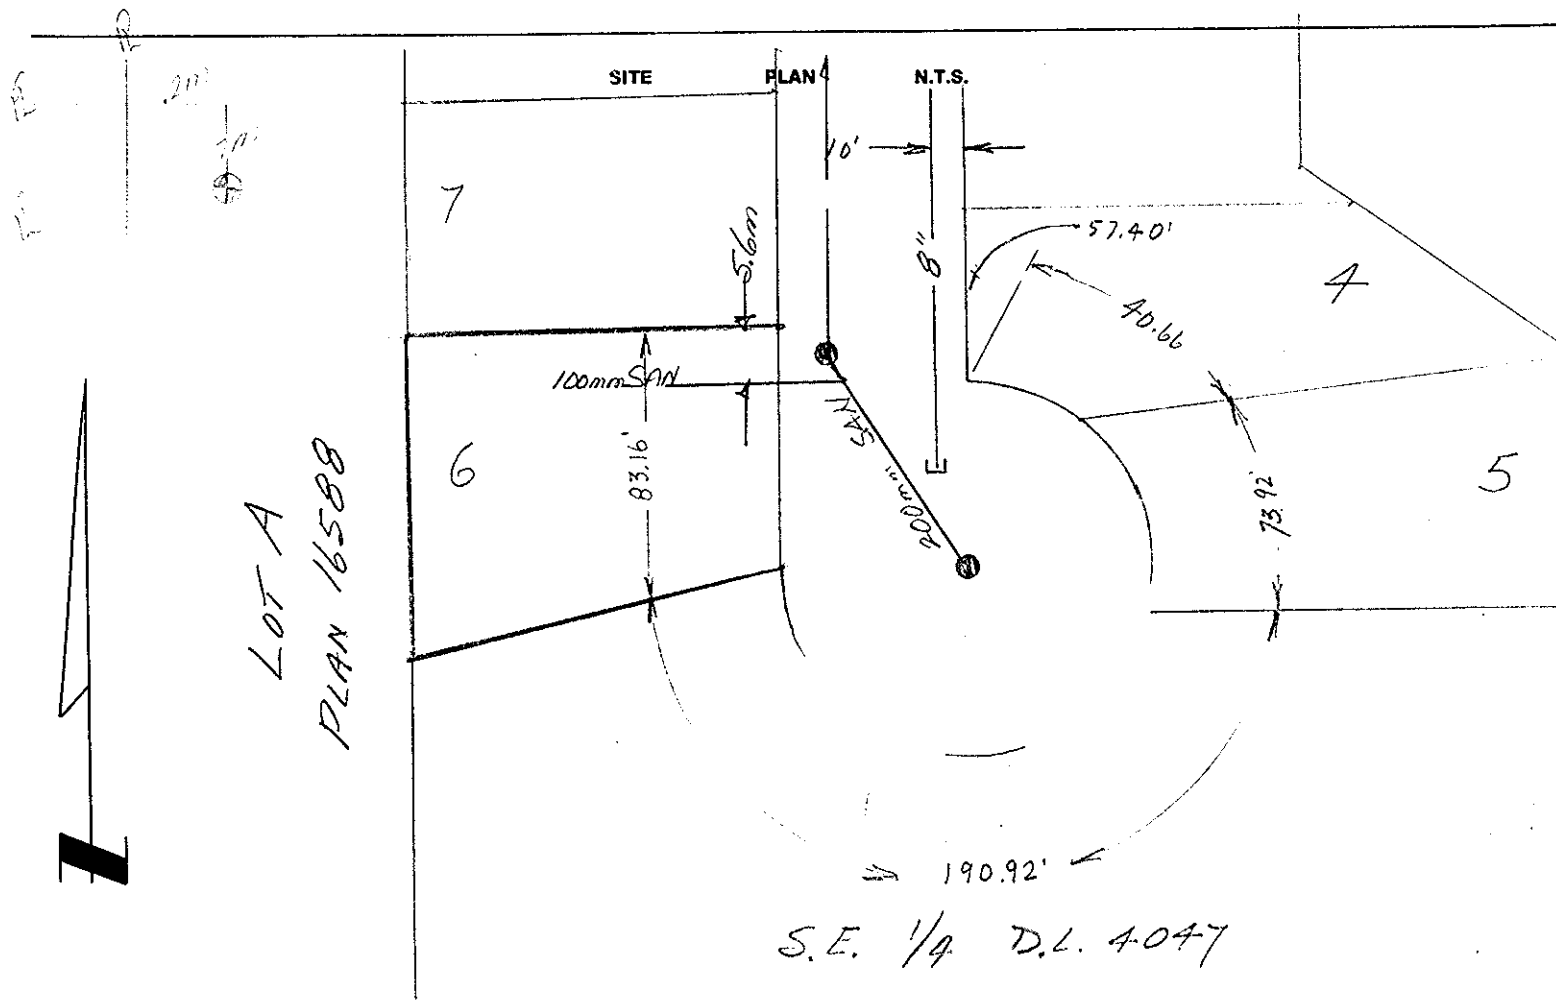 SITE PLAN N.T.S.
.2m
10'
7
5.6m
8"
57.40'
40.66
4
100mm SAN
83.16'
6
200mm SAN
73.92'
5
LOT A
PLAN 16588
190.92'
S.E. 1/4 D.L. 4047